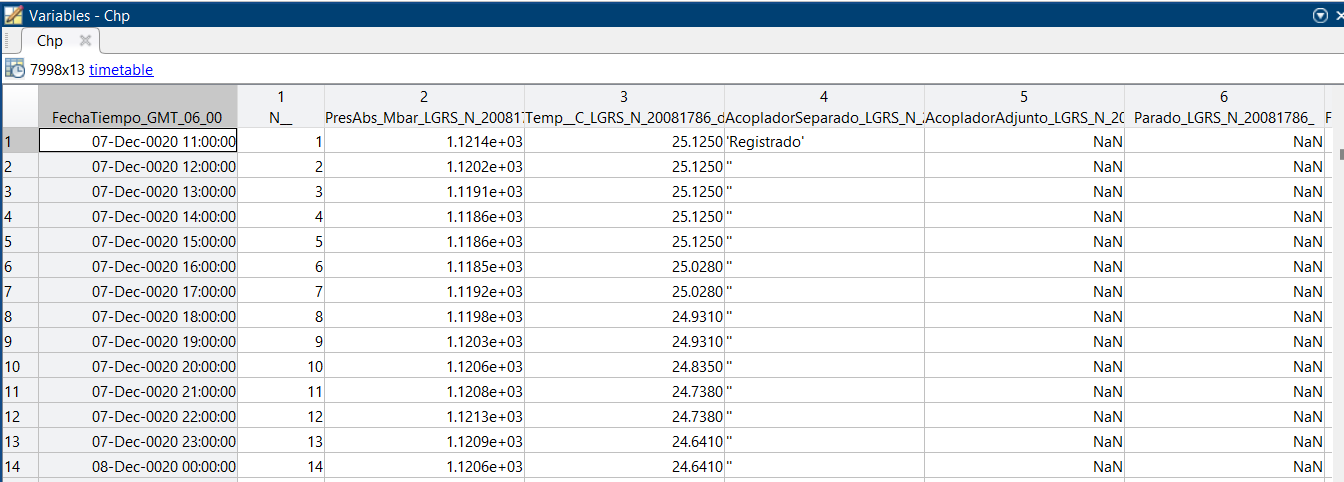 Variables - Chp
Chp
7998x13 timetable
1 2 3 4 5 6
FechaTiempo_GMT_06_00 N__ PresAbs_Mbar_LGRS_N_20081 Temp__C_LGRS_N_20081786_d AcopladorSeparado_LGRS_N_ AcopladorAdjunto_LGRS_N_20 Parado_LGRS_N_20081786_ F
1 07-Dec-0020 11:00:00 1 1.1214e+03 25.1250 'Registrado' NaN NaN
2 07-Dec-0020 12:00:00 2 1.1202e+03 25.1250 '' NaN NaN
3 07-Dec-0020 13:00:00 3 1.1191e+03 25.1250 '' NaN NaN
4 07-Dec-0020 14:00:00 4 1.1186e+03 25.1250 '' NaN NaN
5 07-Dec-0020 15:00:00 5 1.1186e+03 25.1250 '' NaN NaN
6 07-Dec-0020 16:00:00 6 1.1185e+03 25.0280 '' NaN NaN
7 07-Dec-0020 17:00:00 7 1.1192e+03 25.0280 '' NaN NaN
8 07-Dec-0020 18:00:00 8 1.1198e+03 24.9310 '' NaN NaN
9 07-Dec-0020 19:00:00 9 1.1203e+03 24.9310 '' NaN NaN
10 07-Dec-0020 20:00:00 10 1.1206e+03 24.8350 '' NaN NaN
11 07-Dec-0020 21:00:00 11 1.1208e+03 24.7380 '' NaN NaN
12 07-Dec-0020 22:00:00 12 1.1213e+03 24.7380 '' NaN NaN
13 07-Dec-0020 23:00:00 13 1.1209e+03 24.6410 '' NaN NaN
14 08-Dec-0020 00:00:00 14 1.1206e+03 24.6410 '' NaN NaN